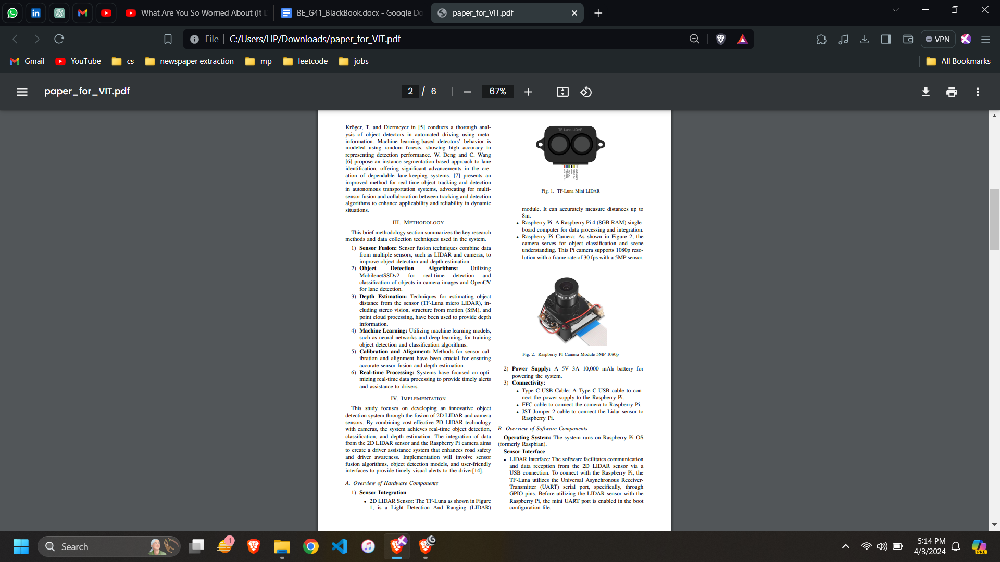 What Are You So Worried About (It D
BE_G41_BlackBook.docx - Google Do
paper_for_VIT.pdf
File
C:/Users/HP/Downloads/paper_for_VIT.pdf
VPN
Gmail
YouTube
cs
newspaper extraction
mp
leetcode
jobs
All Bookmarks
paper_for_VIT.pdf
2 / 6
67%
Kröger, T. and Diermeyer in [5] conducts a thorough anal-
ysis of object detectors in automated driving using meta-
information. Machine learning-based detectors' behavior is
modeled using random forests, showing high accuracy in
representing detection performance. W. Deng and C. Wang
[6] propose an instance segmentation-based approach to lane
identification, offering significant advancements in the cre-
ation of dependable lane-keeping systems. [7] presents an
improved method for real-time object tracking and detection
in autonomous transportation systems, advocating for multi-
sensor fusion and collaboration between tracking and detection
algorithms to enhance applicability and reliability in dynamic
situations.
III. Methodology
This brief methodology section summarizes the key research
methods and data collection techniques used in the system.
1) Sensor Fusion: Sensor fusion techniques combine data
from multiple sensors, such as LIDAR and cameras, to
improve object detection and depth estimation.
2) Object Detection Algorithms: Utilizing
MobilenetSSDv2 for real-time detection and
classification of objects in camera images and OpenCV
for lane detection.
3) Depth Estimation: Techniques for estimating object
distance from the sensor (TF-Luna micro LIDAR), in-
cluding stereo vision, structure from motion (SfM), and
point cloud processing, have been used to provide depth
information.
4) Machine Learning: Utilizing machine learning models,
such as neural networks and deep learning, for training
object detection and classification algorithms.
5) Calibration and Alignment: Methods for sensor cal-
ibration and alignment have been crucial for ensuring
accurate sensor fusion and depth estimation.
6) Real-time Processing: Systems have focused on opti-
mizing real-time data processing to provide timely alerts
and assistance to drivers.
IV. Implementation
This study focuses on developing an innovative object
detection system through the fusion of 2D LIDAR and camera
sensors. By combining cost-effective 2D LIDAR technology
with cameras, the system achieves real-time object detection,
classification, and depth estimation. The integration of data
from the 2D LIDAR sensor and the Raspberry Pi camera aims
to create a driver assistance system that enhances road safety
and driver awareness. Implementation will involve sensor
fusion algorithms, object detection models, and user-friendly
interfaces to provide timely visual alerts to the driver[14].
A. Overview of Hardware Components
1) Sensor Integration
• 2D LIDAR Sensor: The TF-Luna as shown in Figure
1, is a Light Detection And Ranging (LIDAR)
TF-Luna LiDAR
Fig. 1. TF-Luna Mini LIDAR
module. It can accurately measure distances up to
8m.
• Raspberry Pi: A Raspberry Pi 4 (8GB RAM) single-
board computer for data processing and integration.
• Raspberry Pi Camera: As shown in Figure 2, the
camera serves for object classification and scene
understanding. This Pi camera supports 1080p reso-
lution with a frame rate of 30 fps with a 5MP sensor.
Fig. 2. Raspberry PI Camera Module 5MP 1080p
2) Power Supply: A 5V 3A 10,000 mAh battery for
powering the system.
3) Connectivity:
• Type C-USB Cable: A Type C-USB cable to con-
nect the power supply to the Raspberry Pi.
• FFC cable to connect the camera to Raspberry Pi.
• JST Jumper 2 cable to connect the Lidar sensor to
Raspberry Pi.
B. Overview of Software Components
Operating System: The system runs on Raspberry Pi OS
(formerly Raspbian).
Sensor Interface
• LIDAR Interface: The software facilitates communication
and data reception from the 2D LIDAR sensor via a
USB connection. To connect with the Raspberry Pi, the
TF-Luna utilizes the Universal Asynchronous Receiver-
Transmitter (UART) serial port, specifically, through
GPIO pins. Before utilizing the LIDAR sensor with the
Raspberry Pi, the mini UART port is enabled in the boot
configuration file.
Search
1
5:14 PM
4/3/2024
PRE